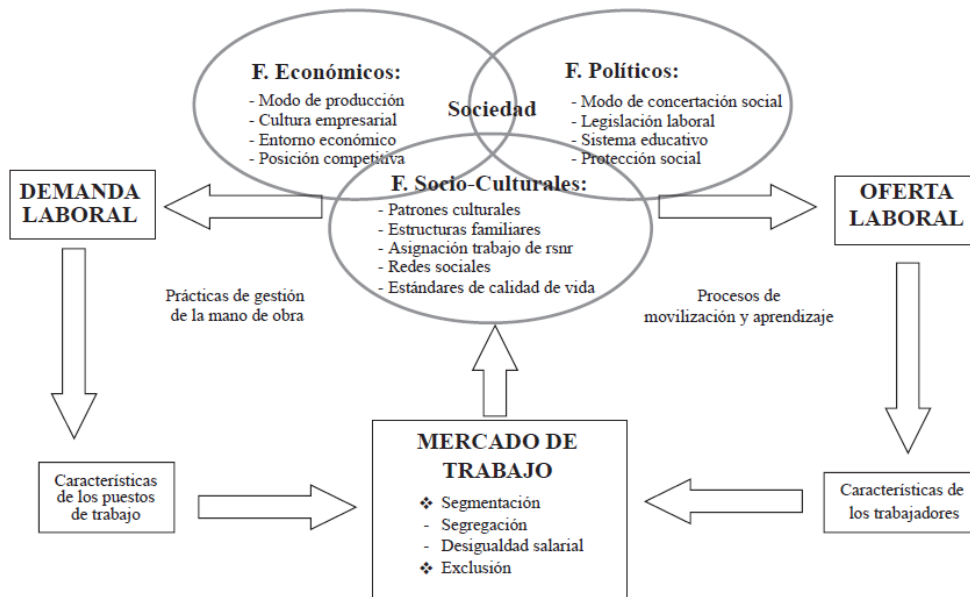 F. Económicos:
- Modo de producción
- Cultura empresarial
- Entorno económico
- Posición competitiva
Sociedad
F. Políticos:
- Modo de concertación social
- Legislación laboral
- Sistema educativo
- Protección social
F. Socio-Culturales:
- Patrones culturales
- Estructuras familiares
- Asignación trabajo de rsnr
- Redes sociales
- Estándares de calidad de vida
DEMANDA
LABORAL
OFERTA
LABORAL
Prácticas de gestión
de la mano de obra
Procesos de
movilización y aprendizaje
Características
de los puestos
de trabajo
MERCADO DE
TRABAJO
❖ Segmentación
- Segregación
- Desigualdad salarial
❖ Exclusión
Características de
los trabajadores